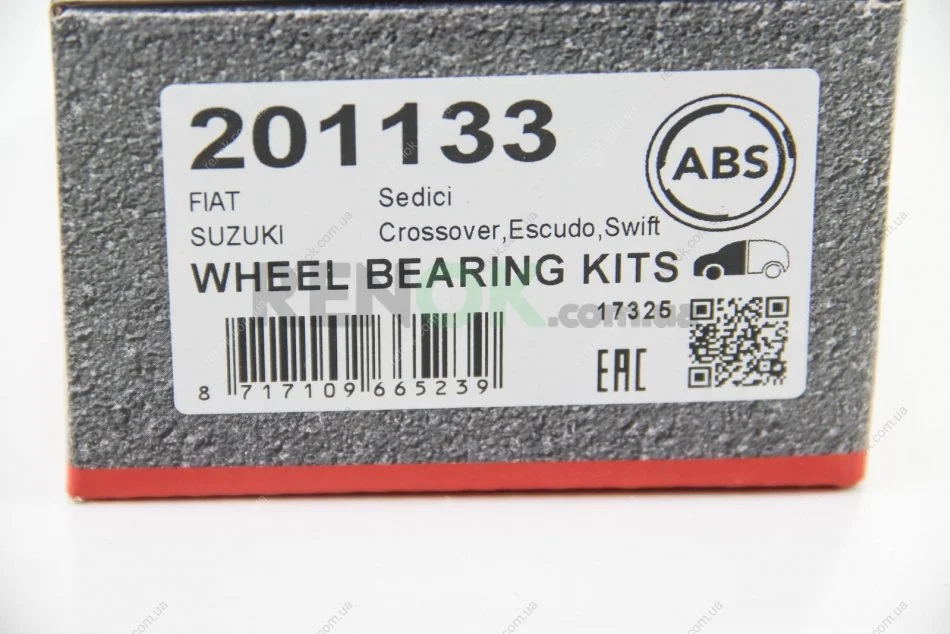 201133
ABS
FIAT Sedici
SUZUKI Crossover,Escudo,Swift
WHEEL BEARING KITS
RENOK.com.ua
17325
EAC
8 717109 665239